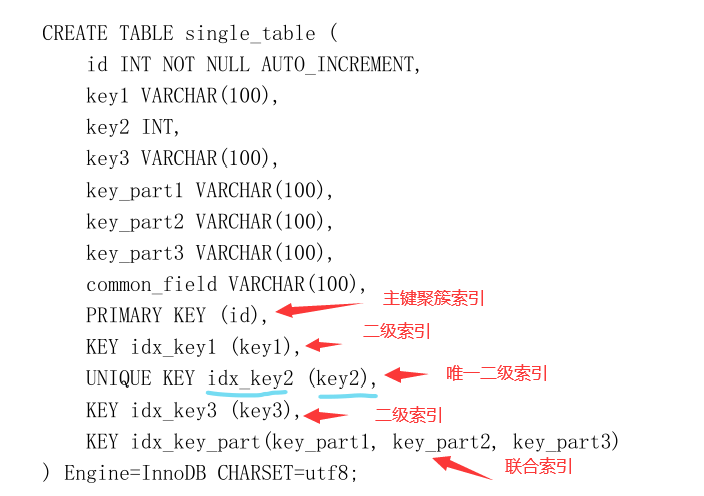 CREATE TABLE single_table (
id INT NOT NULL AUTO_INCREMENT,
key1 VARCHAR(100),
key2 INT,
key3 VARCHAR(100),
key_part1 VARCHAR(100),
key_part2 VARCHAR(100),
key_part3 VARCHAR(100),
common_field VARCHAR(100),
PRIMARY KEY (id), 主键聚簇索引
KEY idx_key1 (key1), 二级索引
UNIQUE KEY idx_key2 (key2), 唯一二级索引
KEY idx_key3 (key3), 二级索引
KEY idx_key_part(key_part1, key_part2, key_part3)
) Engine=InnoDB CHARSET=utf8; 联合索引